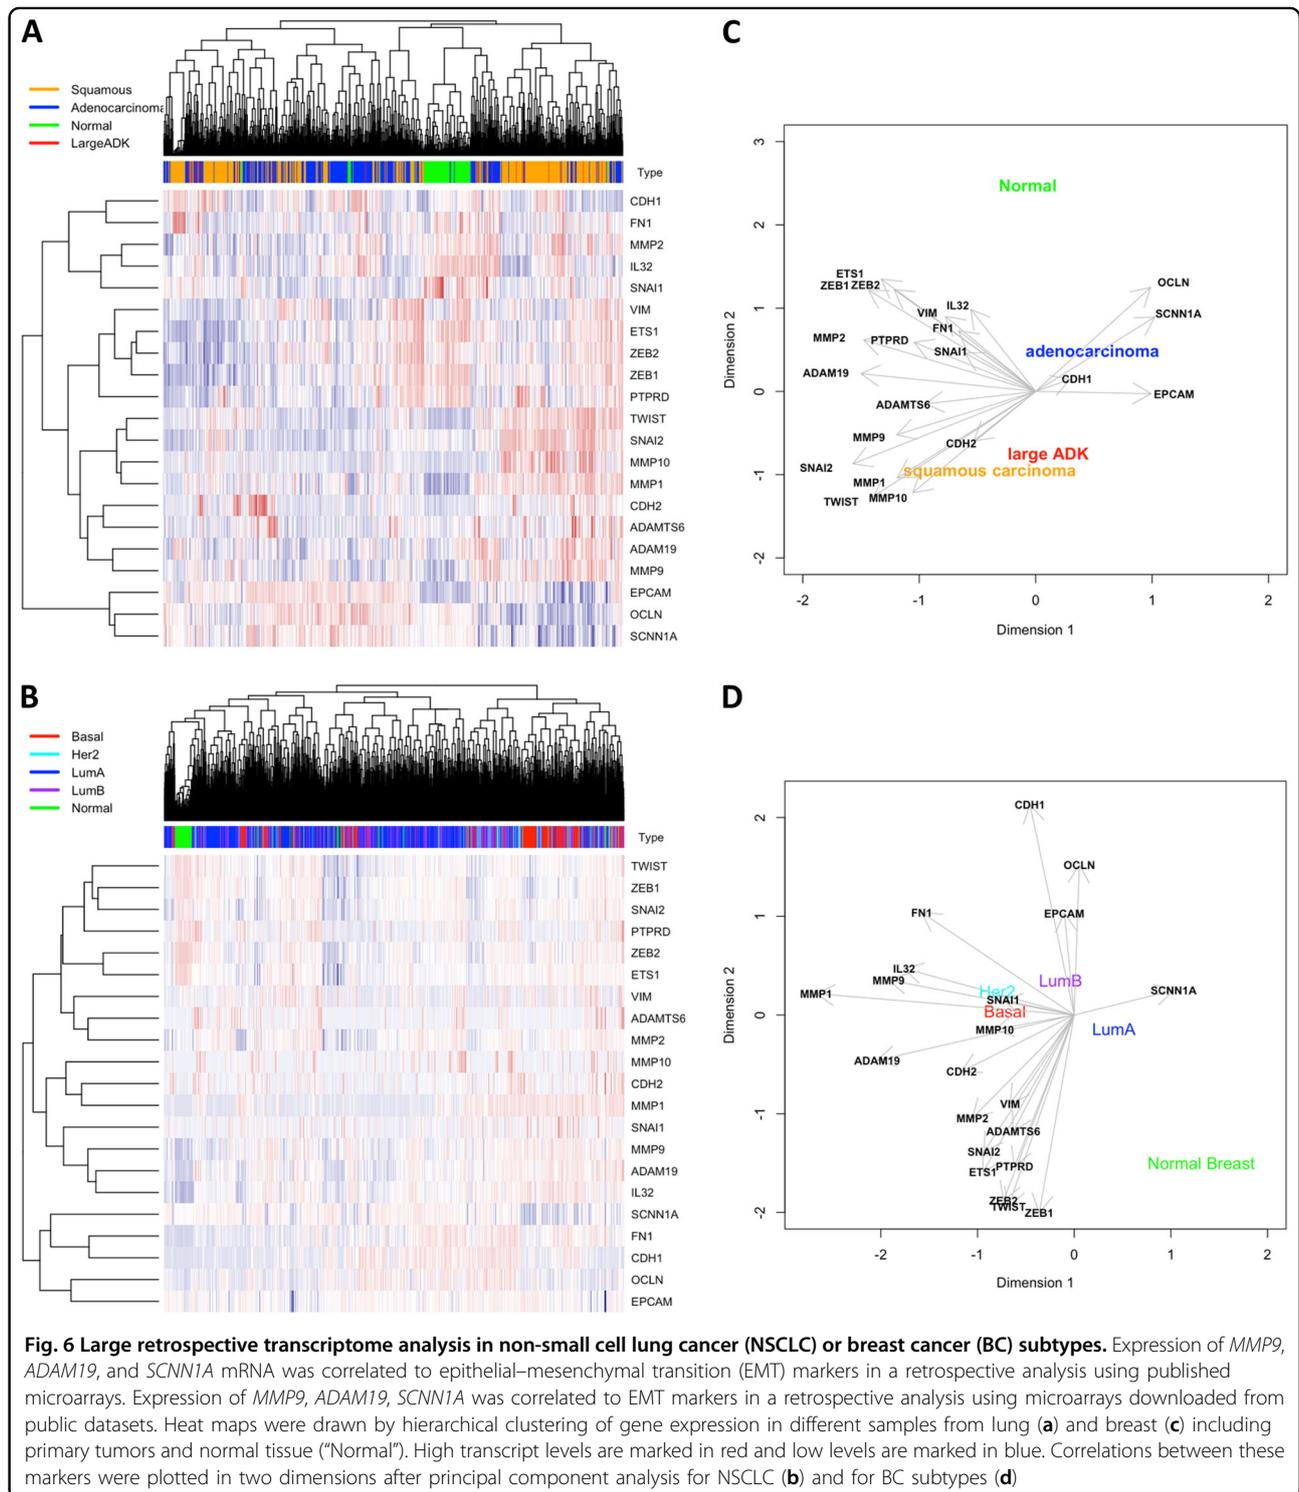 A
Squamous
Adenocarcinoma
Normal
LargeADK
Type
CDH1
FN1
MMP2
IL32
SNAI1
VIM
ETS1
ZEB2
ZEB1
PTPRD
TWIST
SNAI2
MMP10
MMP1
CDH2
ADAMTS6
ADAM19
MMP9
EPCAM
OCLN
SCNN1A
C
3
2
1
0
-1
-2
Dimension 2
Normal
ETS1
ZEB1 ZEB2
OCLN
IL32
VIM
SCNN1A
FN1
MMP2
PTPRD
SNAI1
adenocarcinoma
ADAM19
CDH1
EPCAM
ADAMTS6
MMP9
CDH2
large ADK
SNAI2
squamous carcinoma
MMP1
TWIST
MMP10
-2 -1 0 1 2
Dimension 1
B
Basal
Her2
LumA
LumB
Normal
Type
TWIST
ZEB1
SNAI2
PTPRD
ZEB2
ETS1
VIM
ADAMTS6
MMP2
MMP10
CDH2
MMP1
SNAI1
MMP9
ADAM19
IL32
SCNN1A
FN1
CDH1
OCLN
EPCAM
D
2
1
0
-1
-2
Dimension 2
CDH1
OCLN
FN1
EPCAM
IL32
MMP9
LumB
MMP1
Her2
SCNN1A
SNAI1
Basal
MMP10
LumA
ADAM19
CDH2
VIM
MMP2
ADAMTS6
SNAI2
ETS1
PTPRD
Normal Breast
ZEB2
TWIST
ZEB1
-2 -1 0 1 2
Dimension 1
Fig. 6 Large retrospective transcriptome analysis in non-small cell lung cancer (NSCLC) or breast cancer (BC) subtypes. Expression of MMP9,
ADAM19, and SCNN1A mRNA was correlated to epithelial–mesenchymal transition (EMT) markers in a retrospective analysis using published
microarrays. Expression of MMP9, ADAM19, SCNN1A was correlated to EMT markers in a retrospective analysis using microarrays downloaded from
public datasets. Heat maps were drawn by hierarchical clustering of gene expression in different samples from lung (a) and breast (c) including
primary tumors and normal tissue (“Normal”). High transcript levels are marked in red and low levels are marked in blue. Correlations between these
markers were plotted in two dimensions after principal component analysis for NSCLC (b) and for BC subtypes (d)